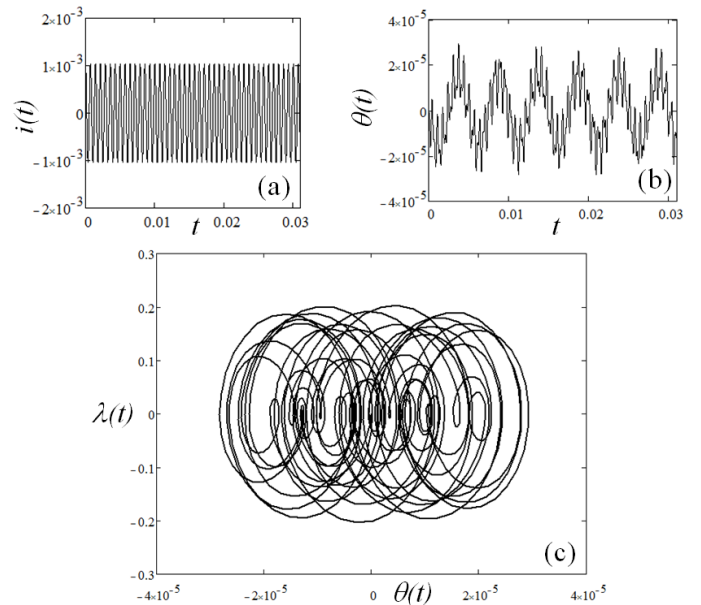 2×10⁻³
1×10⁻³
0
−1×10⁻³
−2×10⁻³
i(t)
(a)
0 0.01 0.02 0.03
t
4×10⁻⁵
2×10⁻⁵
0
−2×10⁻⁵
−4×10⁻⁵
θ(t)
(b)
0 0.01 0.02 0.03
t
0.3
0.2
0.1
0
−0.1
−0.2
−0.3
λ(t)
(c)
−4×10⁻⁵ −2×10⁻⁵ 0 2×10⁻⁵ 4×10⁻⁵
θ(t)